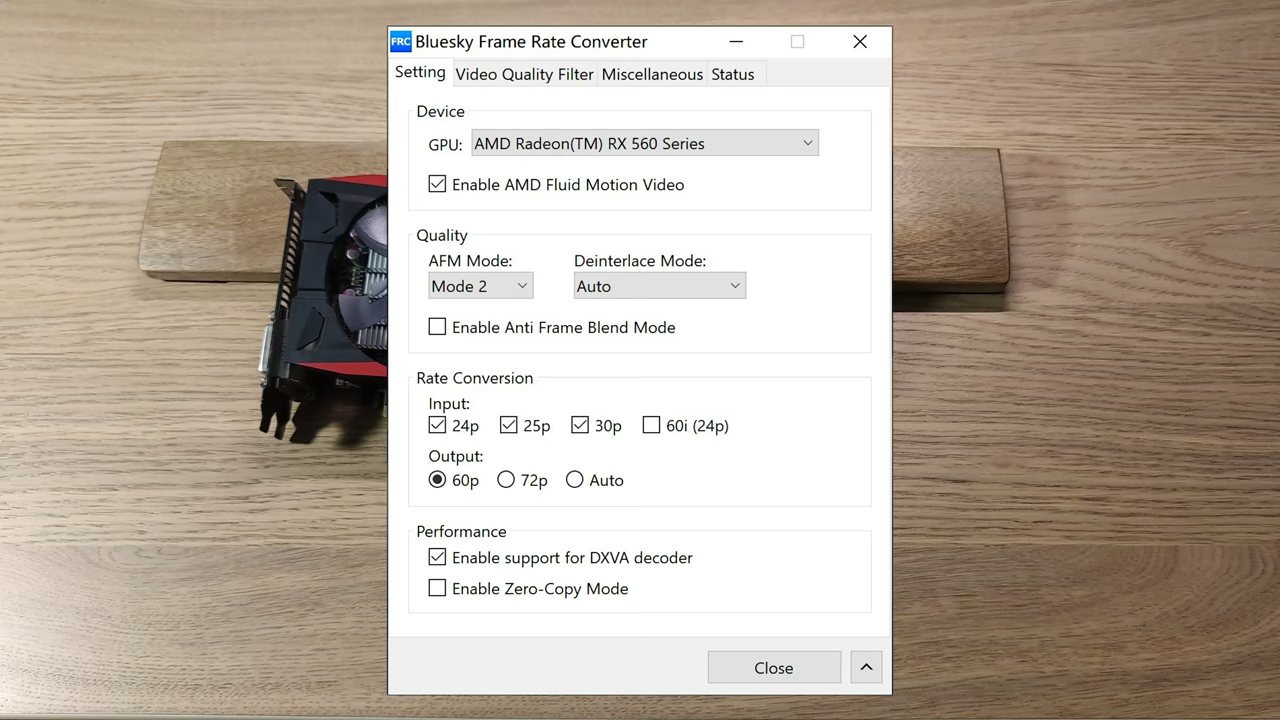 FRC Bluesky Frame Rate Converter
Setting Video Quality Filter Miscellaneous Status
Device
GPU: AMD Radeon(TM) RX 560 Series
Enable AMD Fluid Motion Video
Quality
AFM Mode: Deinterlace Mode:
Mode 2 Auto
Enable Anti Frame Blend Mode
Rate Conversion
Input:
24p 25p 30p 60i (24p)
Output:
60p 72p Auto
Performance
Enable support for DXVA decoder
Enable Zero-Copy Mode
Close